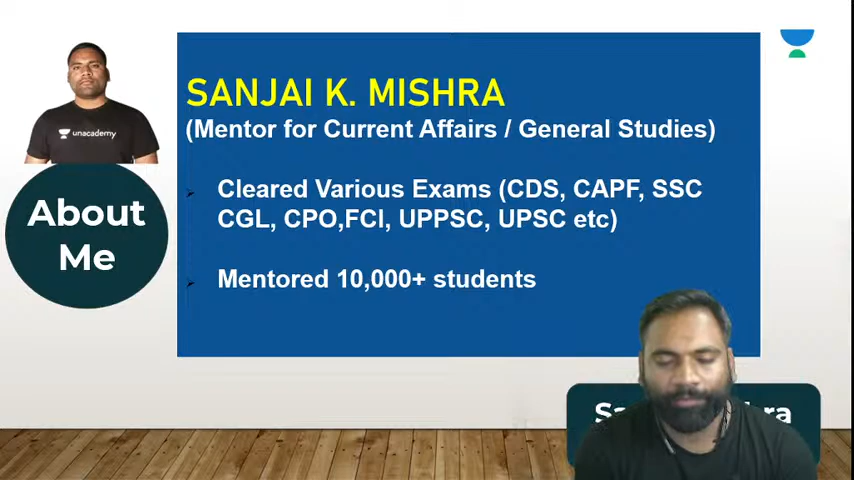 SANJAI K. MISHRA
(Mentor for Current Affairs / General Studies)
unacademy
About
Me
Cleared Various Exams (CDS, CAPF, SSC
CGL, CPO,FCI, UPPSC, UPSC etc)
Mentored 10,000+ students